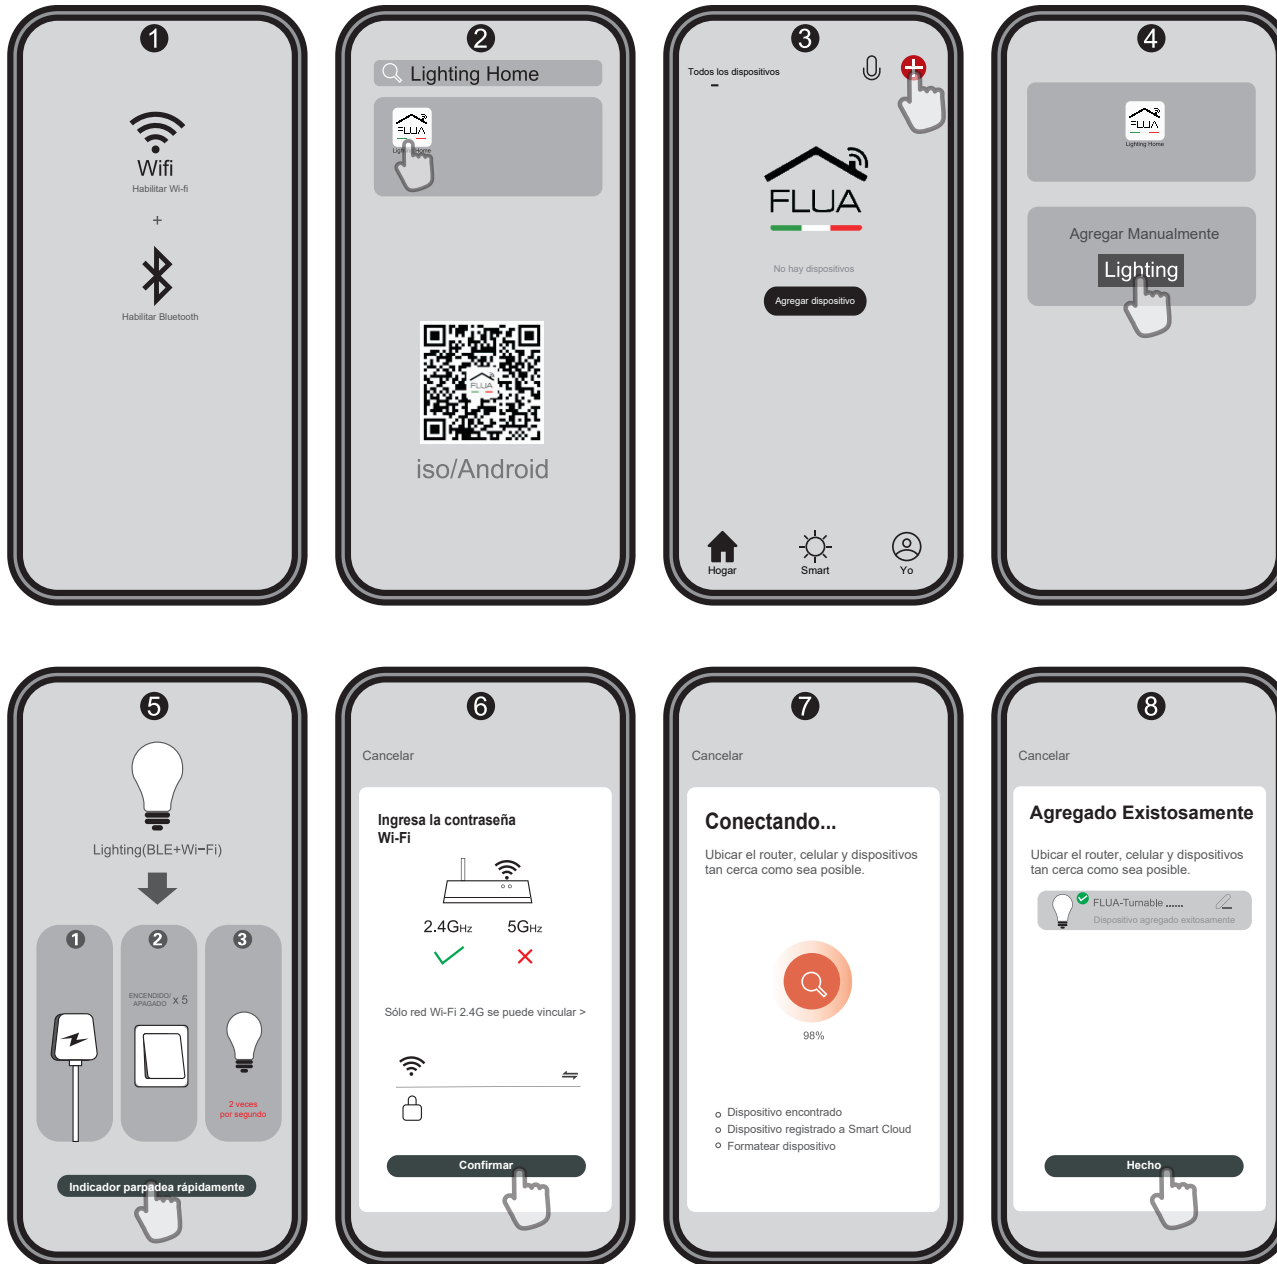 1
Wifi
Habilitar Wi-fi
+
Habilitar Bluetooth
2
Lighting Home
FLUA
Lighting Home
FLUA
iso/Android
3
Todos los dispositivos
FLUA
No hay dispositivos
Agregar dispositivo
Hogar
Smart
Yo
4
FLUA
Lighting Home
Agregar Manualmente
Lighting
5
Lighting(BLE+Wi-Fi)
1
2
ENCENDIDO/
APAGADO x 5
3
2 veces
por segundo
Indicador parpadea rápidamente
6
Cancelar
Ingresa la contraseña
Wi-Fi
2.4GHz 5GHz
Sólo red Wi-Fi 2.4G se puede vincular >
Confirmar
7
Cancelar
Conectando...
Ubicar el router, celular y dispositivos
tan cerca como sea posible.
98%
Dispositivo encontrado
Dispositivo registrado a Smart Cloud
Formatear dispositivo
8
Cancelar
Agregado Existosamente
Ubicar el router, celular y dispositivos
tan cerca como sea posible.
FLUA-Turnable ......
Dispositivo agregado exitosamente
Hecho